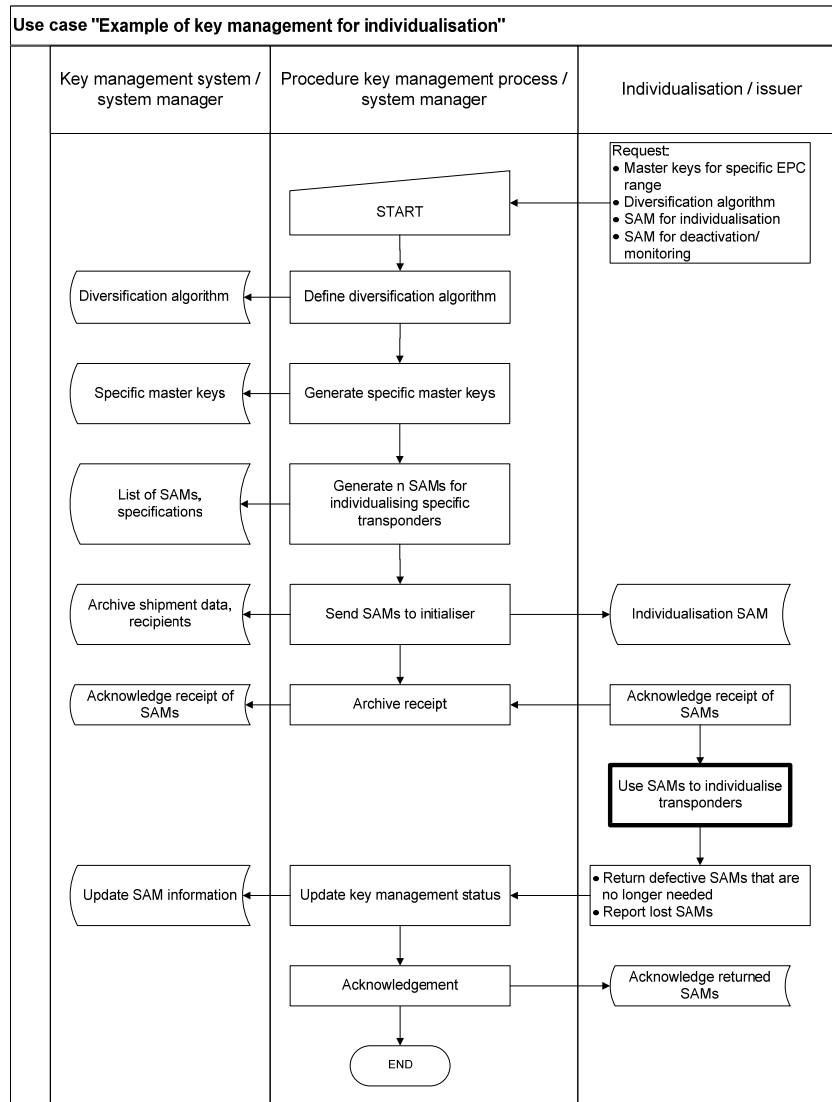 Use case "Example of key management for individualisation"
Key management system /
system manager
Procedure key management process /
system manager
Individualisation / issuer
Request:
• Master keys for specific EPC
range
• Diversification algorithm
• SAM for individualisation
• SAM for deactivation/
monitoring
START
Diversification algorithm
Define diversification algorithm
Specific master keys
Generate specific master keys
List of SAMs,
specifications
Generate n SAMs for
individualising specific
transponders
Archive shipment data,
recipients
Send SAMs to initialiser
Individualisation SAM
Acknowledge receipt of
SAMs
Archive receipt
Acknowledge receipt of
SAMs
Use SAMs to individualise
transponders
Update SAM information
Update key management status
• Return defective SAMs that are
no longer needed
• Report lost SAMs
Acknowledgement
Acknowledge returned
SAMs
END